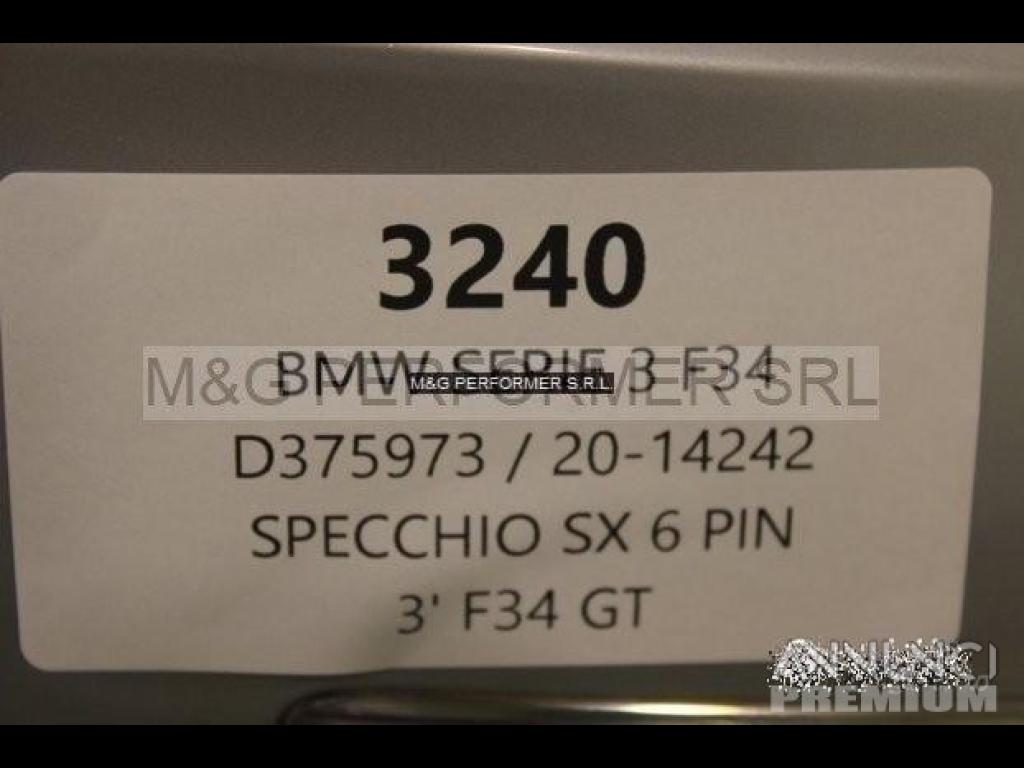 3240
BMW SERIE 3 F34
M&G PERFORMER SRL
M&G PERFORMER S.R.L.
D375973 / 20-14242
SPECCHIO SX 6 PIN
3' F34 GT
PREMIUM